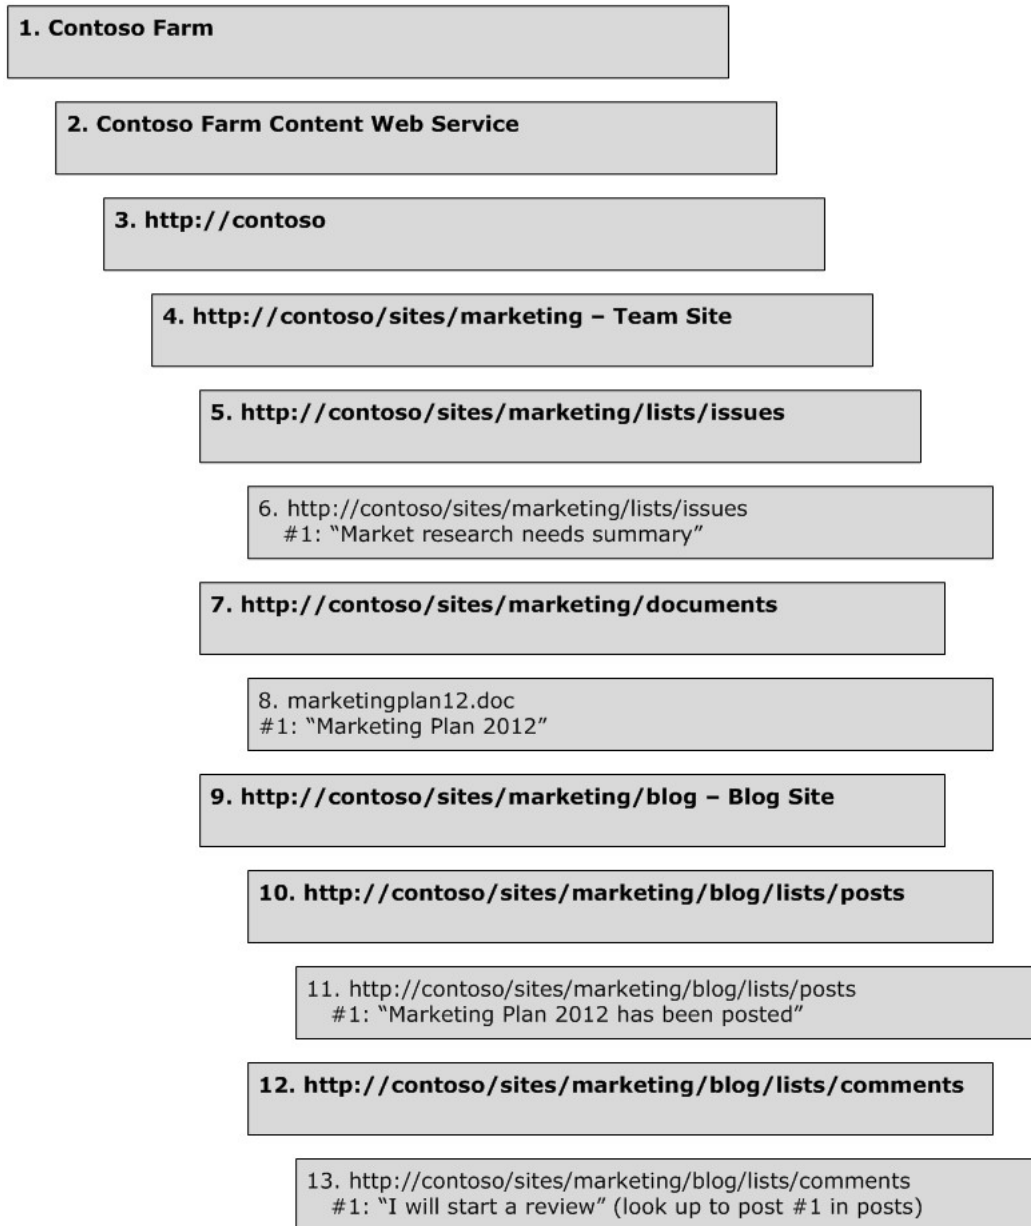 1. Contoso Farm
2. Contoso Farm Content Web Service
3. http://contoso
4. http://contoso/sites/marketing – Team Site
5. http://contoso/sites/marketing/lists/issues
6. http://contoso/sites/marketing/lists/issues
#1: “Market research needs summary”
7. http://contoso/sites/marketing/documents
8. marketingplan12.doc
#1: “Marketing Plan 2012”
9. http://contoso/sites/marketing/blog – Blog Site
10. http://contoso/sites/marketing/blog/lists/posts
11. http://contoso/sites/marketing/blog/lists/posts
#1: “Marketing Plan 2012 has been posted”
12. http://contoso/sites/marketing/blog/lists/comments
13. http://contoso/sites/marketing/blog/lists/comments
#1: “I will start a review” (look up to post #1 in posts)